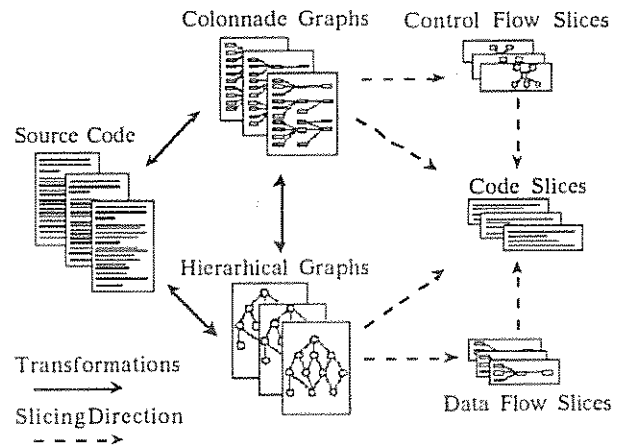 Colonnade Graphs
Control Flow Slices
Source Code
Code Slices
Hierarhical Graphs
Transformations
SlicingDirection
Data Flow Slices